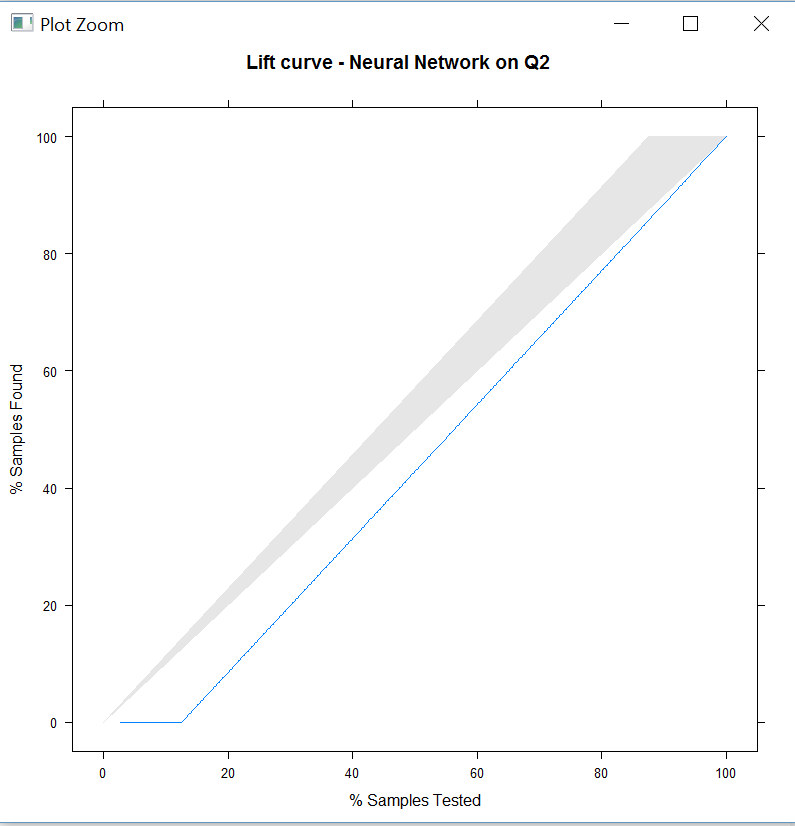 Plot Zoom
Lift curve - Neural Network on Q2
100
80
60
40
20
0
% Samples Found
0 20 40 60 80 100
% Samples Tested